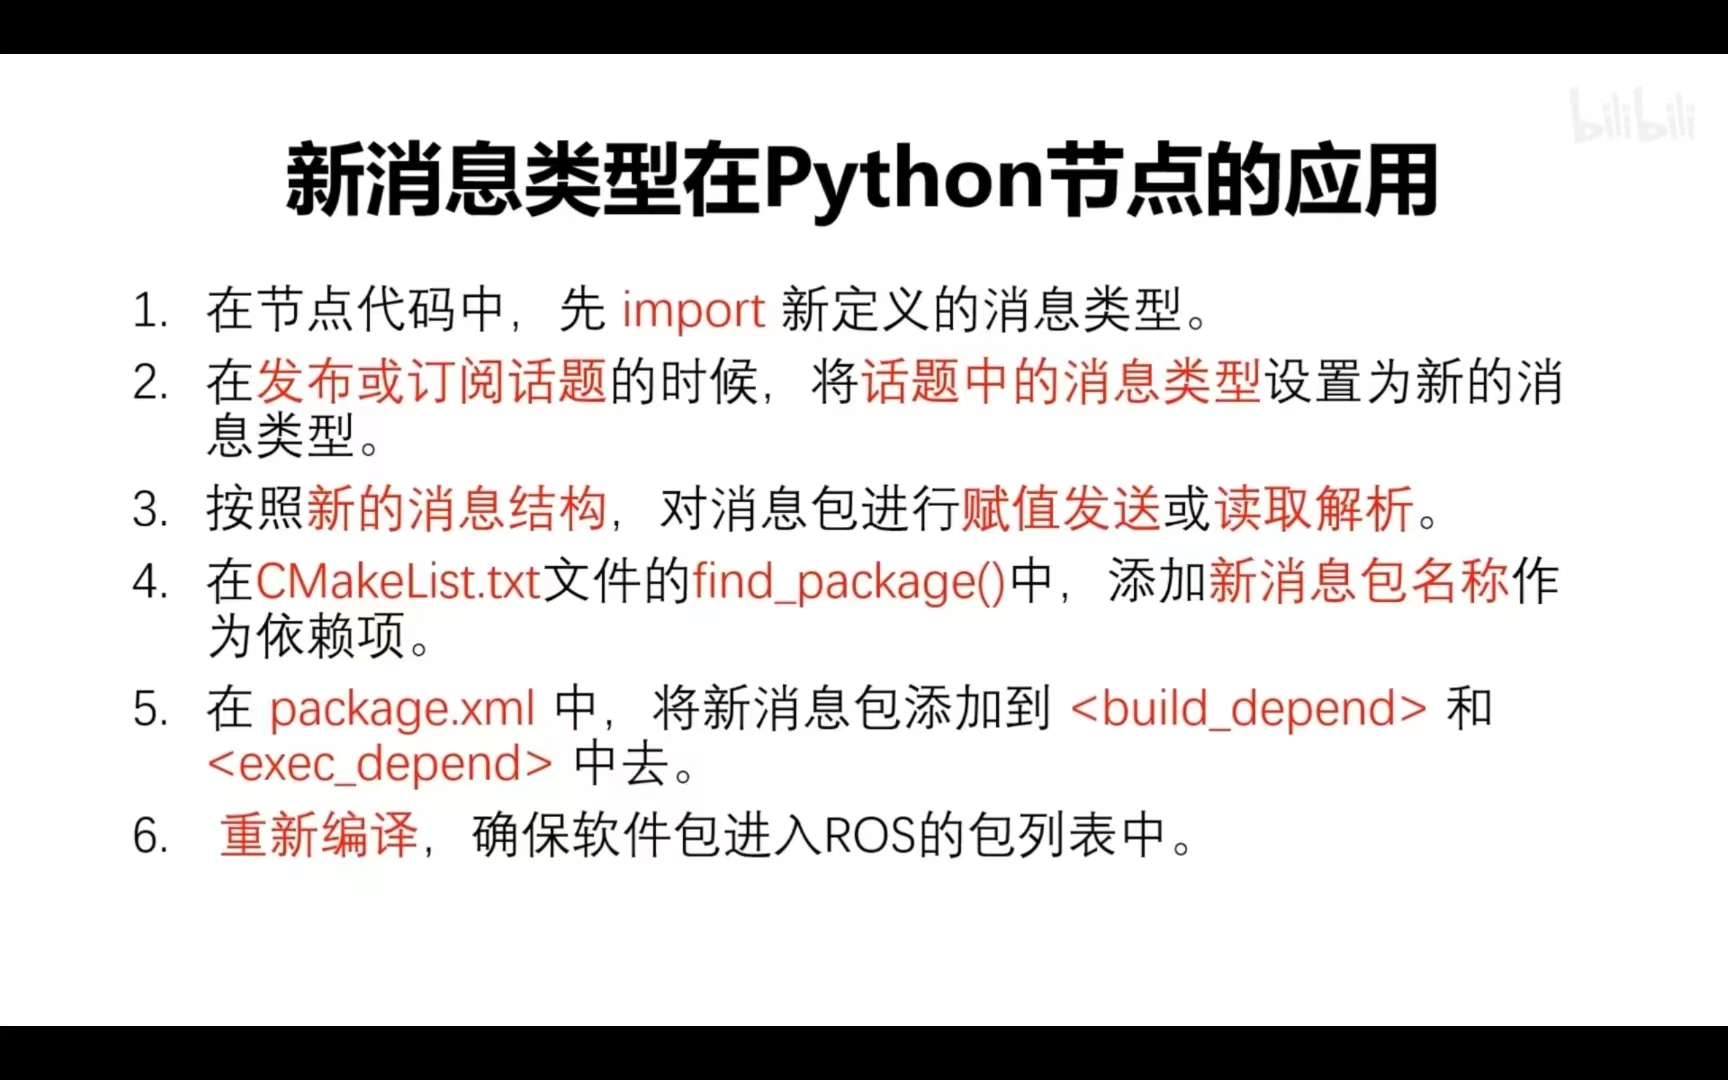 bilibili
新消息类型在Python节点的应用
1. 在节点代码中，先 import 新定义的消息类型。
2. 在发布或订阅话题的时候，将话题中的消息类型设置为新的消
息类型。
3. 按照新的消息结构，对消息包进行赋值发送或读取解析。
4. 在CMakeList.txt文件的find_package()中，添加新消息包名称作
为依赖项。
5. 在 package.xml 中，将新消息包添加到 <build_depend> 和
<exec_depend> 中去。
6. 重新编译，确保软件包进入ROS的包列表中。